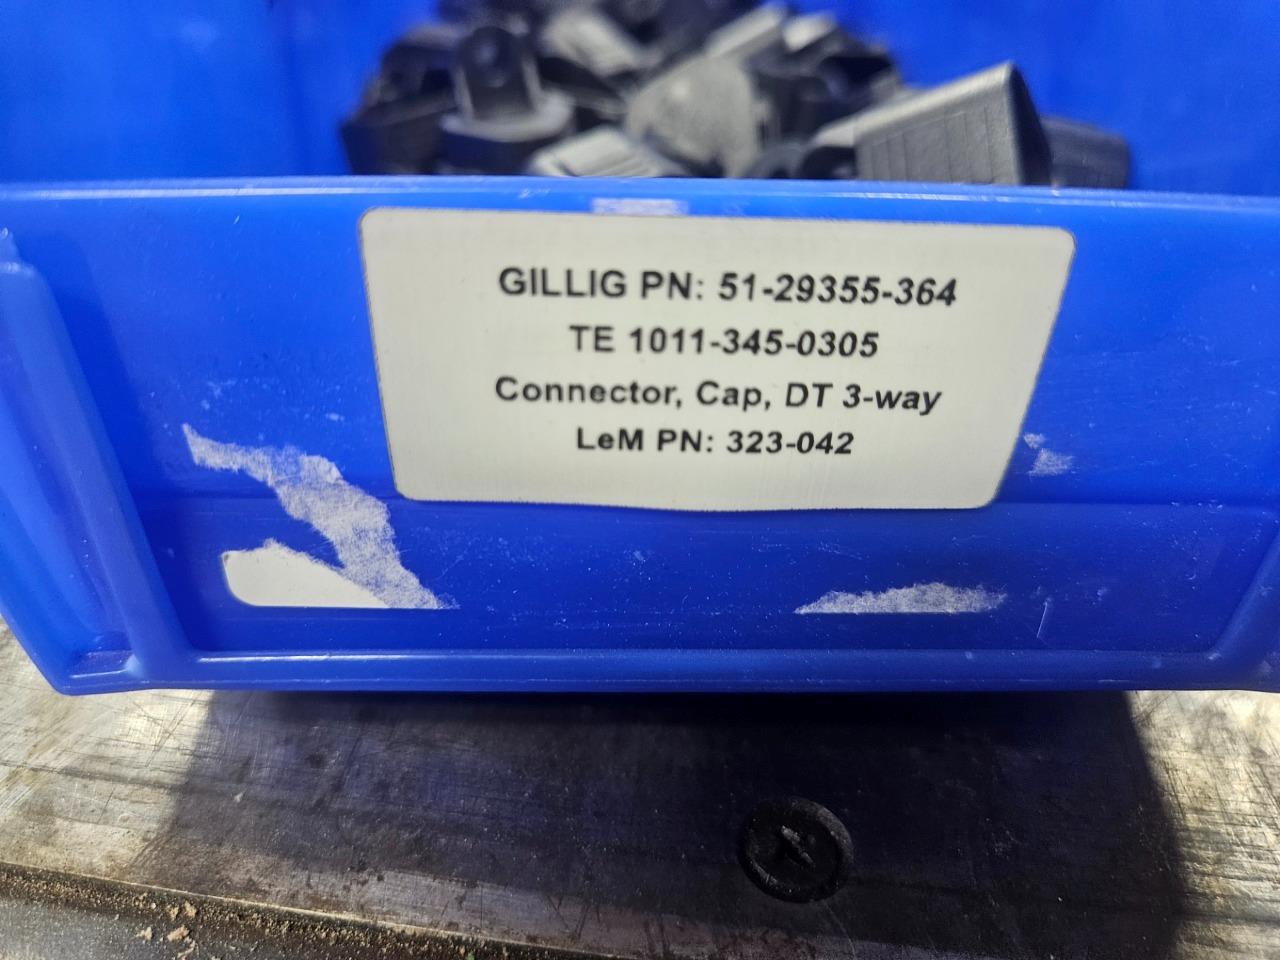 GILLIG PN: 51-29355-364
TE 1011-345-0305
Connector, Cap, DT 3-way
LeM PN: 323-042